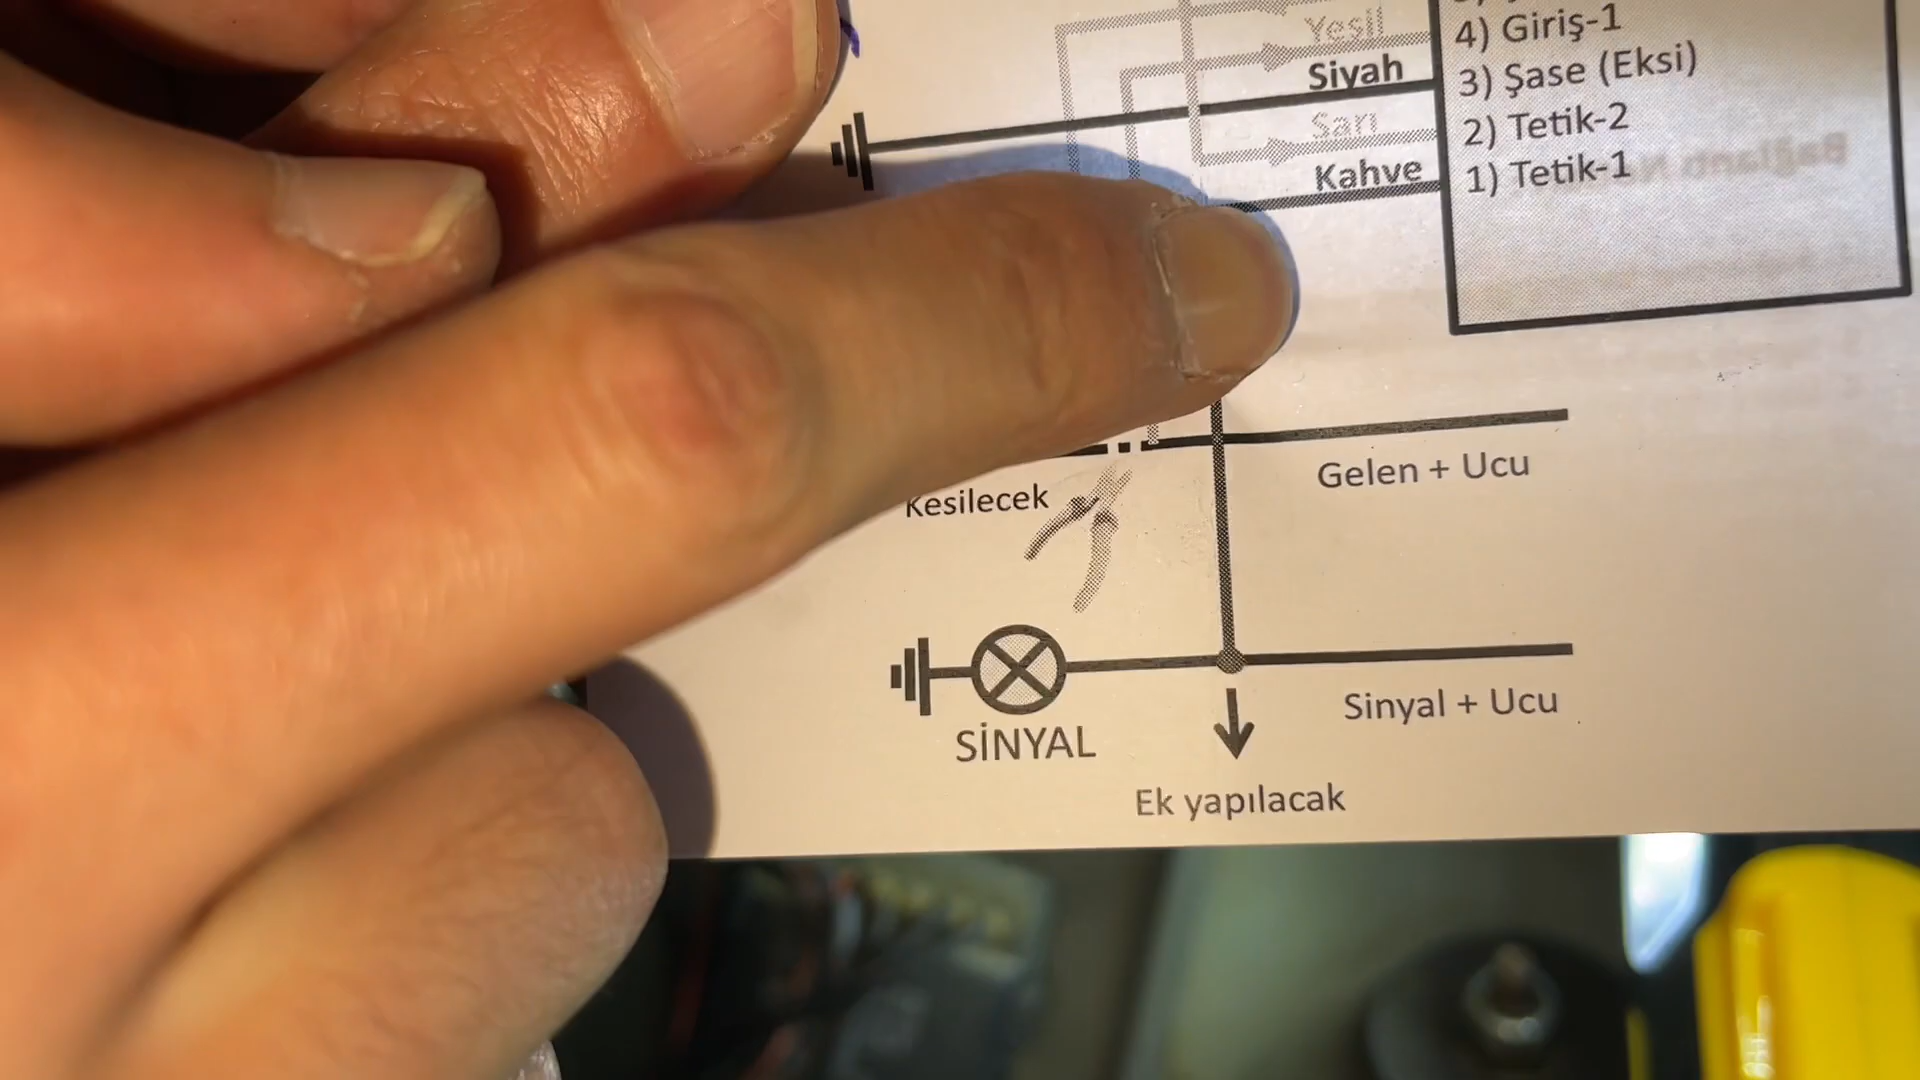 Yeşil
4) Giriş-1
Siyah
3) Şase (Eksi)
Sarı
2) Tetik-2
Kahve
1) Tetik-1
Gelen + Ucu
Kesilecek
Sinyal + Ucu
SİNYAL
Ek yapılacak